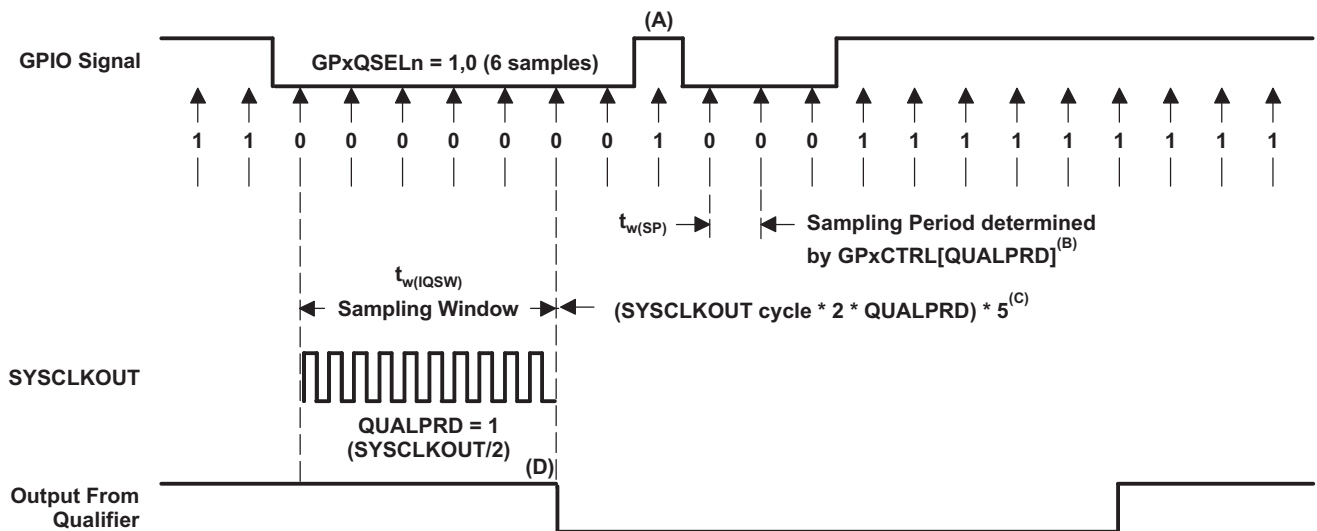 (A)
GPIO Signal
GPxQSELn = 1,0 (6 samples)
1 1 0 0 0 0 0 0 0 1 0 0 0 1 1 1 1 1 1 1 1 1
tw(SP)
Sampling Period determined
by GPxCTRL[QUALPRD](B)
tw(IQSW)
Sampling Window
(SYSCLKOUT cycle * 2 * QUALPRD) * 5(C)
SYSCLKOUT
QUALPRD = 1
(SYSCLKOUT/2)
(D)
Output From
Qualifier